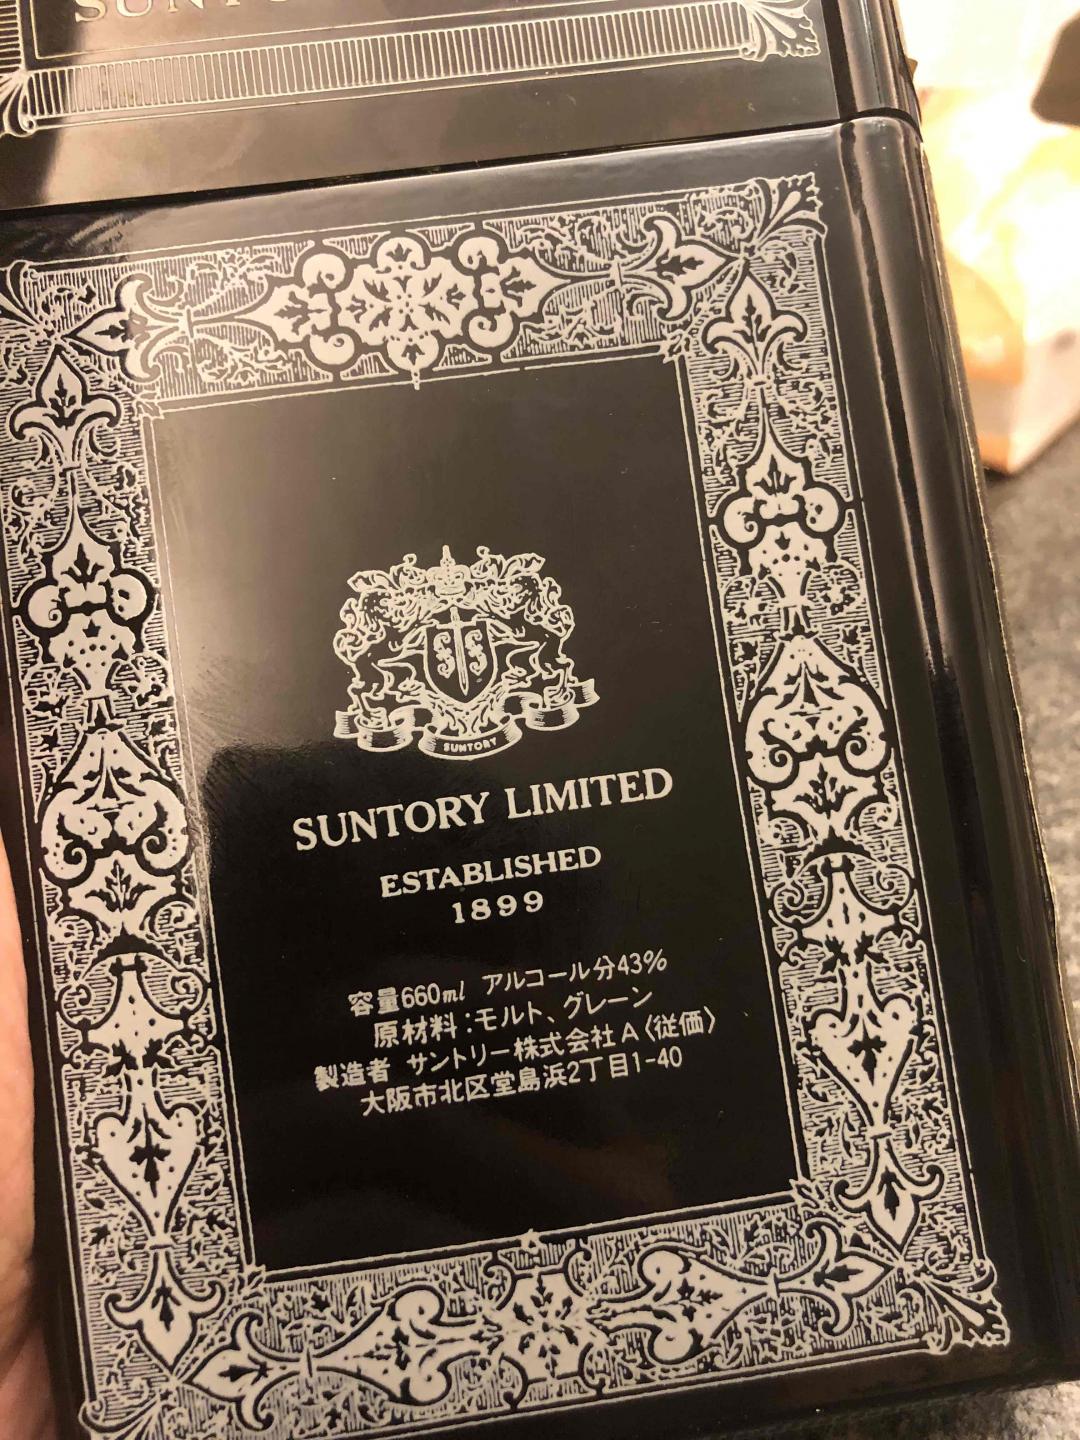 SUNTO
SUNTORY
SUNTORY LIMITED
ESTABLISHED
1899
容量660ml アルコール分43%
原材料:モルト、グレーン
製造者 サントリー株式会社A〈従価〉
大阪市北区堂島浜2丁目1-40